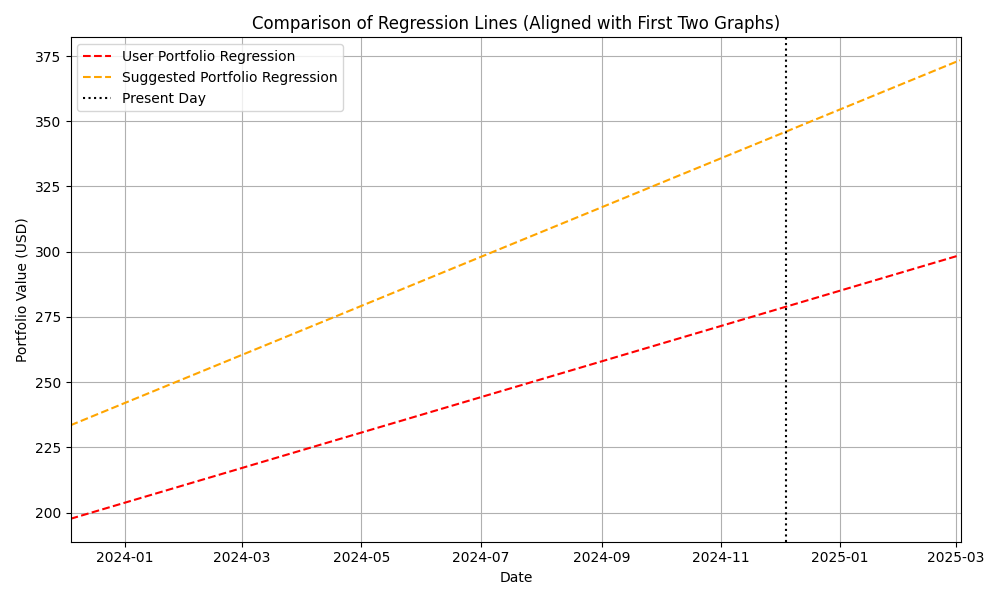 Comparison of Regression Lines (Aligned with First Two Graphs)
User Portfolio Regression
Suggested Portfolio Regression
Present Day
Portfolio Value (USD)
375
350
325
300
275
250
225
200
2024-01
2024-03
2024-05
2024-07
2024-09
2024-11
2025-01
2025-03
Date